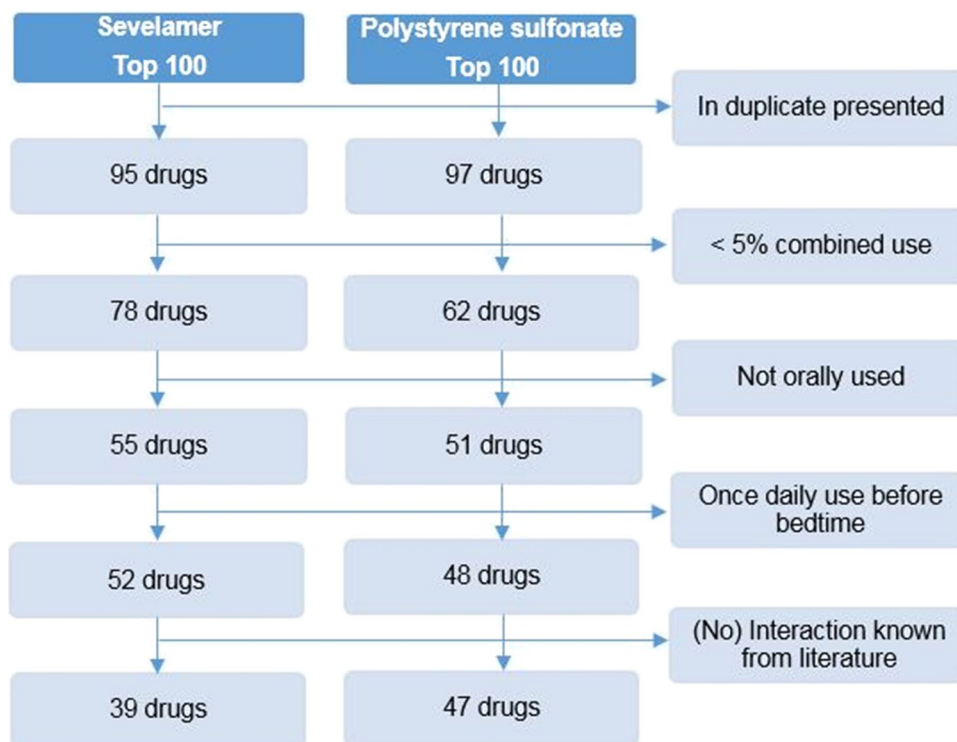 Sevelamer
Top 100
Polystyrene sulfonate
Top 100
In duplicate presented
95 drugs
97 drugs
< 5% combined use
78 drugs
62 drugs
Not orally used
55 drugs
51 drugs
Once daily use before
bedtime
52 drugs
48 drugs
(No) Interaction known
from literature
39 drugs
47 drugs